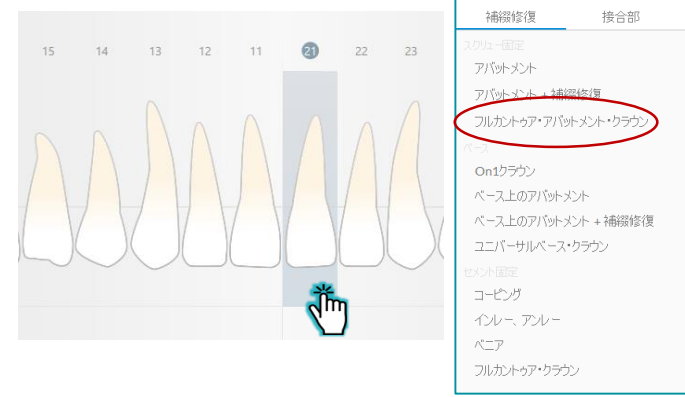 15 14 13 12 11 21 22 23
補綴修復 接合部
スクリュー固定
アバットメント
アバットメント + 補綴修復
フルカントゥア・アバットメント・クラウン
ベース
On1クラウン
ベース上のアバットメント
ベース上のアバットメント + 補綴修復
ユニバーサルベース・クラウン
セメント固定
コーピング
インレー、アンレー
ベニア
フルカントゥア・クラウン